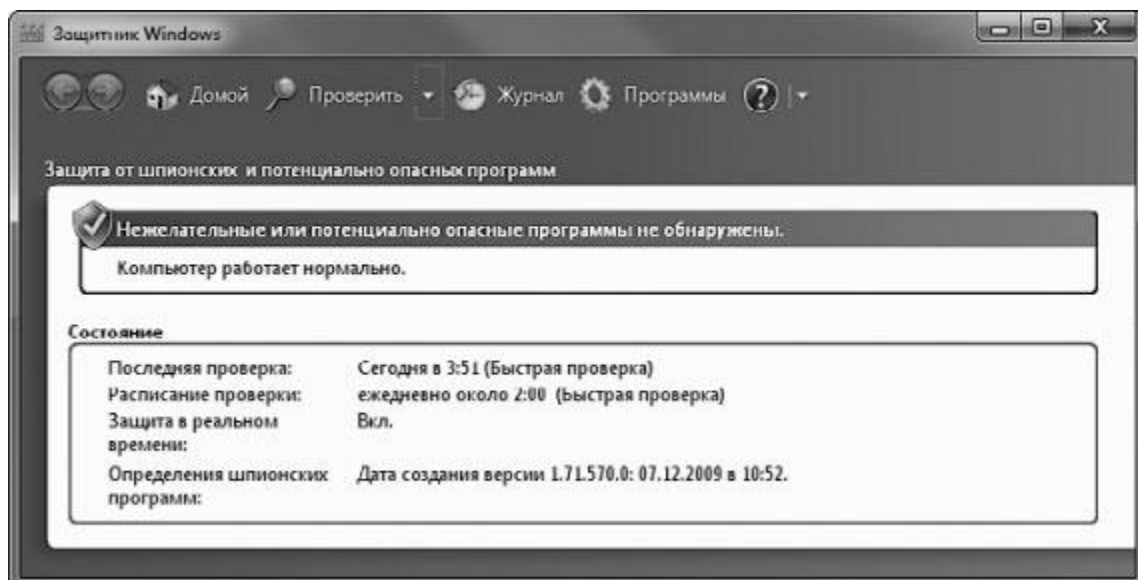 Защитник Windows
Домой Проверить Журнал Программы ?
Защита от шпионских и потенциально опасных программ
Нежелательные или потенциально опасные программы не обнаружены.
Компьютер работает нормально.
Состояние
Последняя проверка: Сегодня в 3:51 (Быстрая проверка)
Расписание проверки: ежедневно около 2:00 (Быстрая проверка)
Защита в реальном времени: Вкл.
Определения шпионских программ: Дата создания версии 1.71.570.0: 07.12.2009 в 10:52.